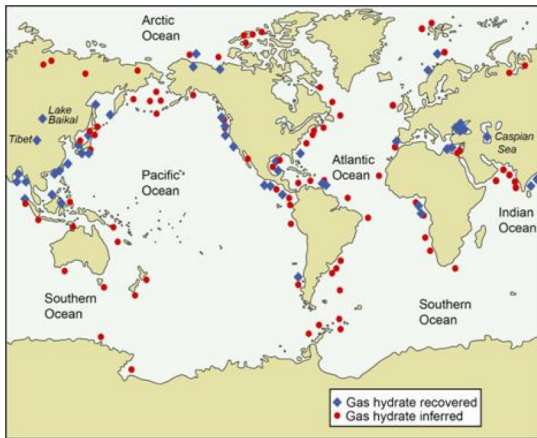 Arctic
Ocean
Lake
Baikal
Tibet
Pacific
Ocean
Atlantic
Ocean
Caspian
Sea
Indian
Ocean
Southern
Ocean
Southern
Ocean
Gas hydrate recovered
Gas hydrate inferred